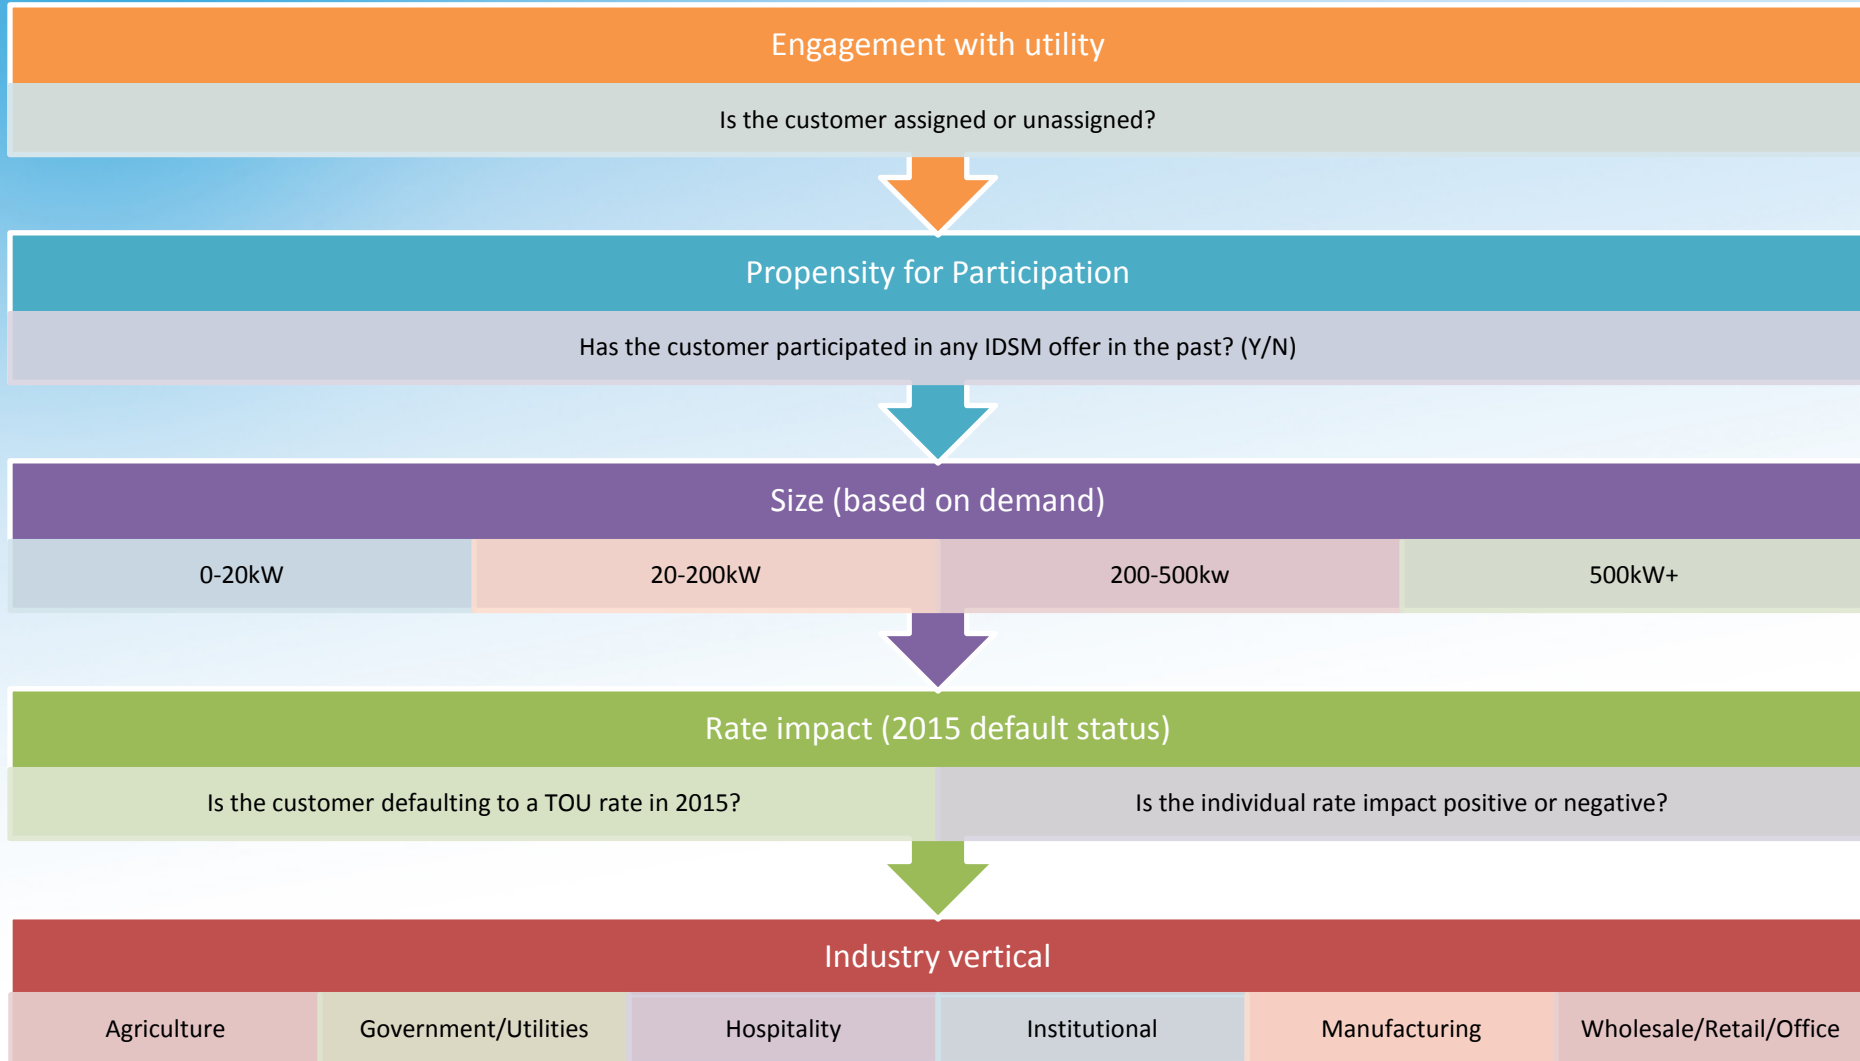 Engagement with utility
Is the customer assigned or unassigned?
Propensity for Participation
Has the customer participated in any IDSM offer in the past? (Y/N)
Size (based on demand)
0-20kW
20-200kW
200-500kw
500kW+
Rate impact (2015 default status)
Is the customer defaulting to a TOU rate in 2015?
Is the individual rate impact positive or negative?
Industry vertical
Agriculture
Government/Utilities
Hospitality
Institutional
Manufacturing
Wholesale/Retail/Office